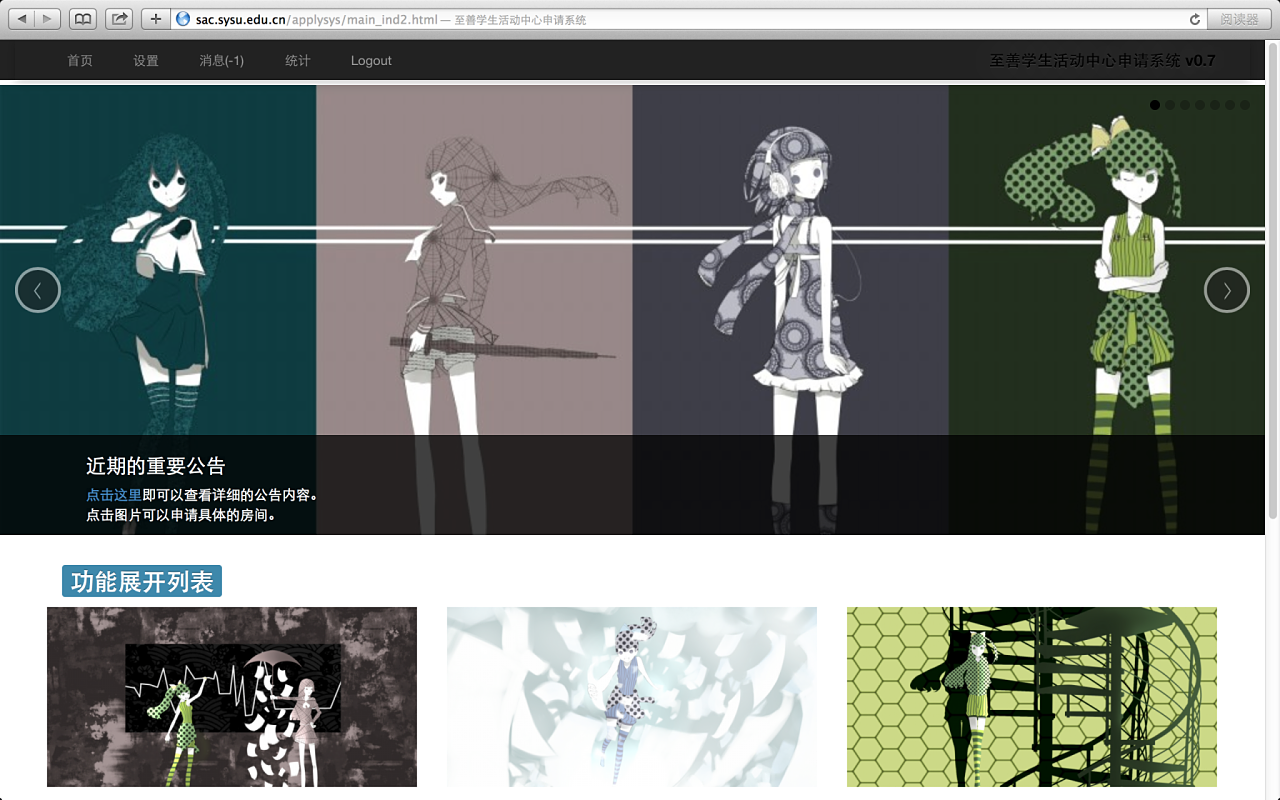 sac.sysu.edu.cn/applysys/main_ind2.html — 至善学生活动中心申请系统
阅读器
首页 设置 消息(-1) 统计 Logout
至善学生活动中心申请系统 v0.7
近期的重要公告
点击这里即可以查看详细的公告内容。
点击图片可以申请具体的房间。
功能展开列表